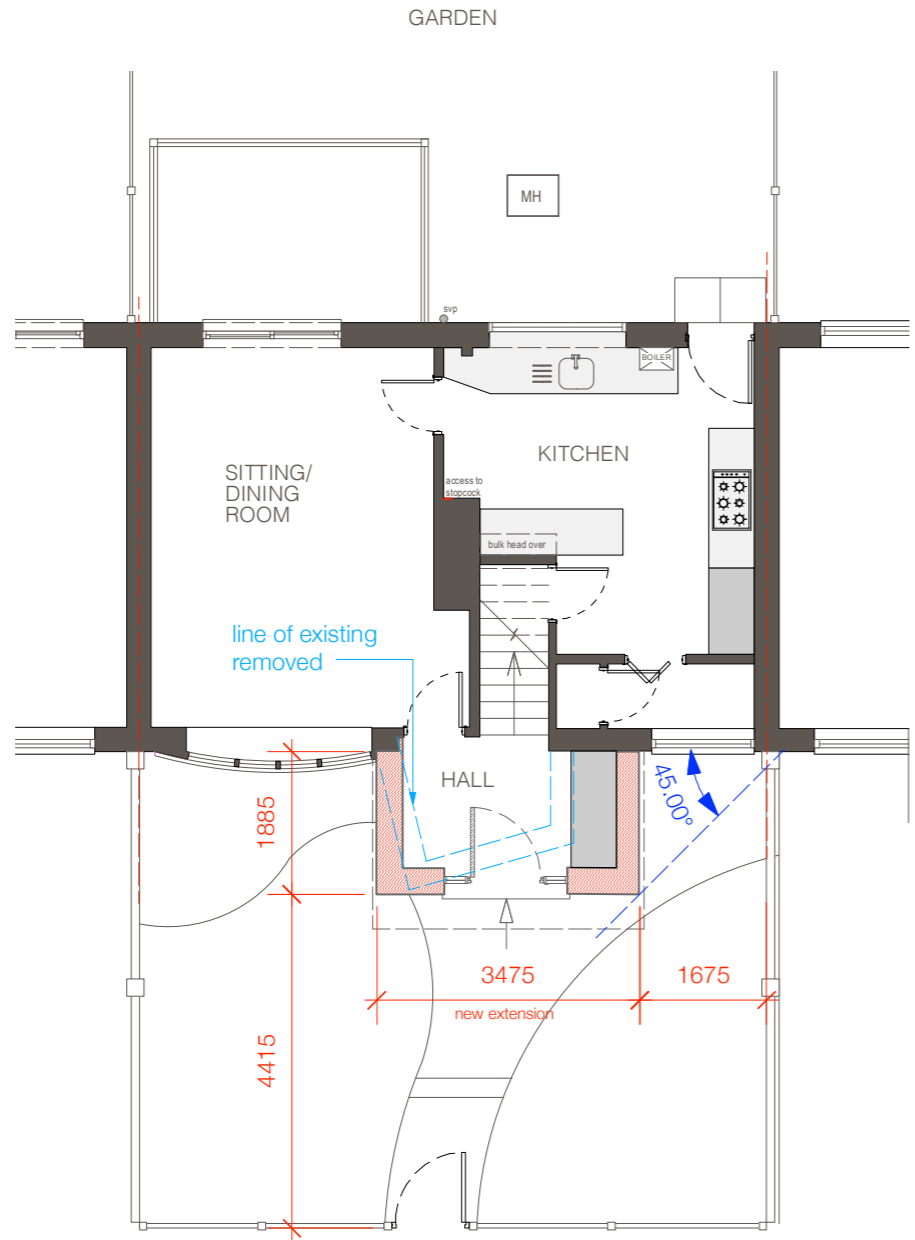 GARDEN
MH
svp
BOILER
KITCHEN
SITTING/
DINING
ROOM
access to
stopcock
bulk head over
line of existing
removed
HALL
45.00°
1885
3475
1675
new extension
4415